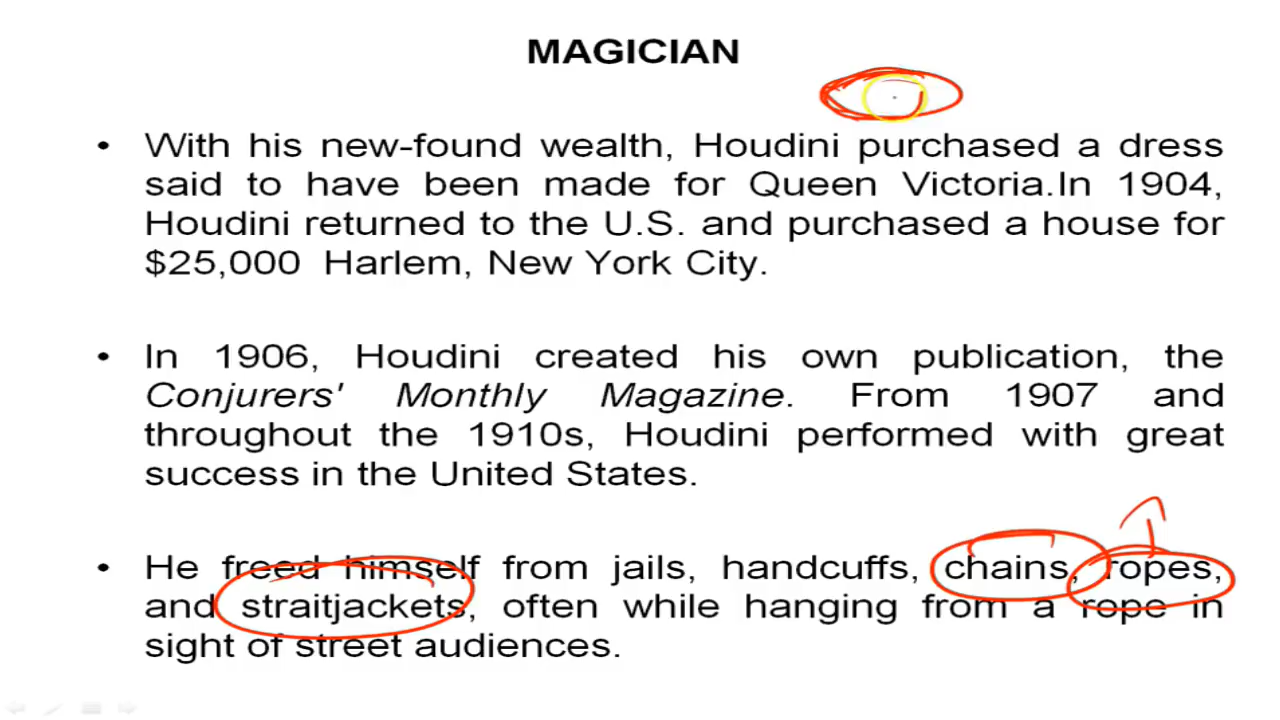 MAGICIAN
• With his new-found wealth, Houdini purchased a dress
said to have been made for Queen Victoria.In 1904,
Houdini returned to the U.S. and purchased a house for
$25,000 Harlem, New York City.
• In 1906, Houdini created his own publication, the
Conjurers' Monthly Magazine. From 1907 and
throughout the 1910s, Houdini performed with great
success in the United States.
• He freed himself from jails, handcuffs, chains, ropes,
and straitjackets, often while hanging from a rope in
sight of street audiences.